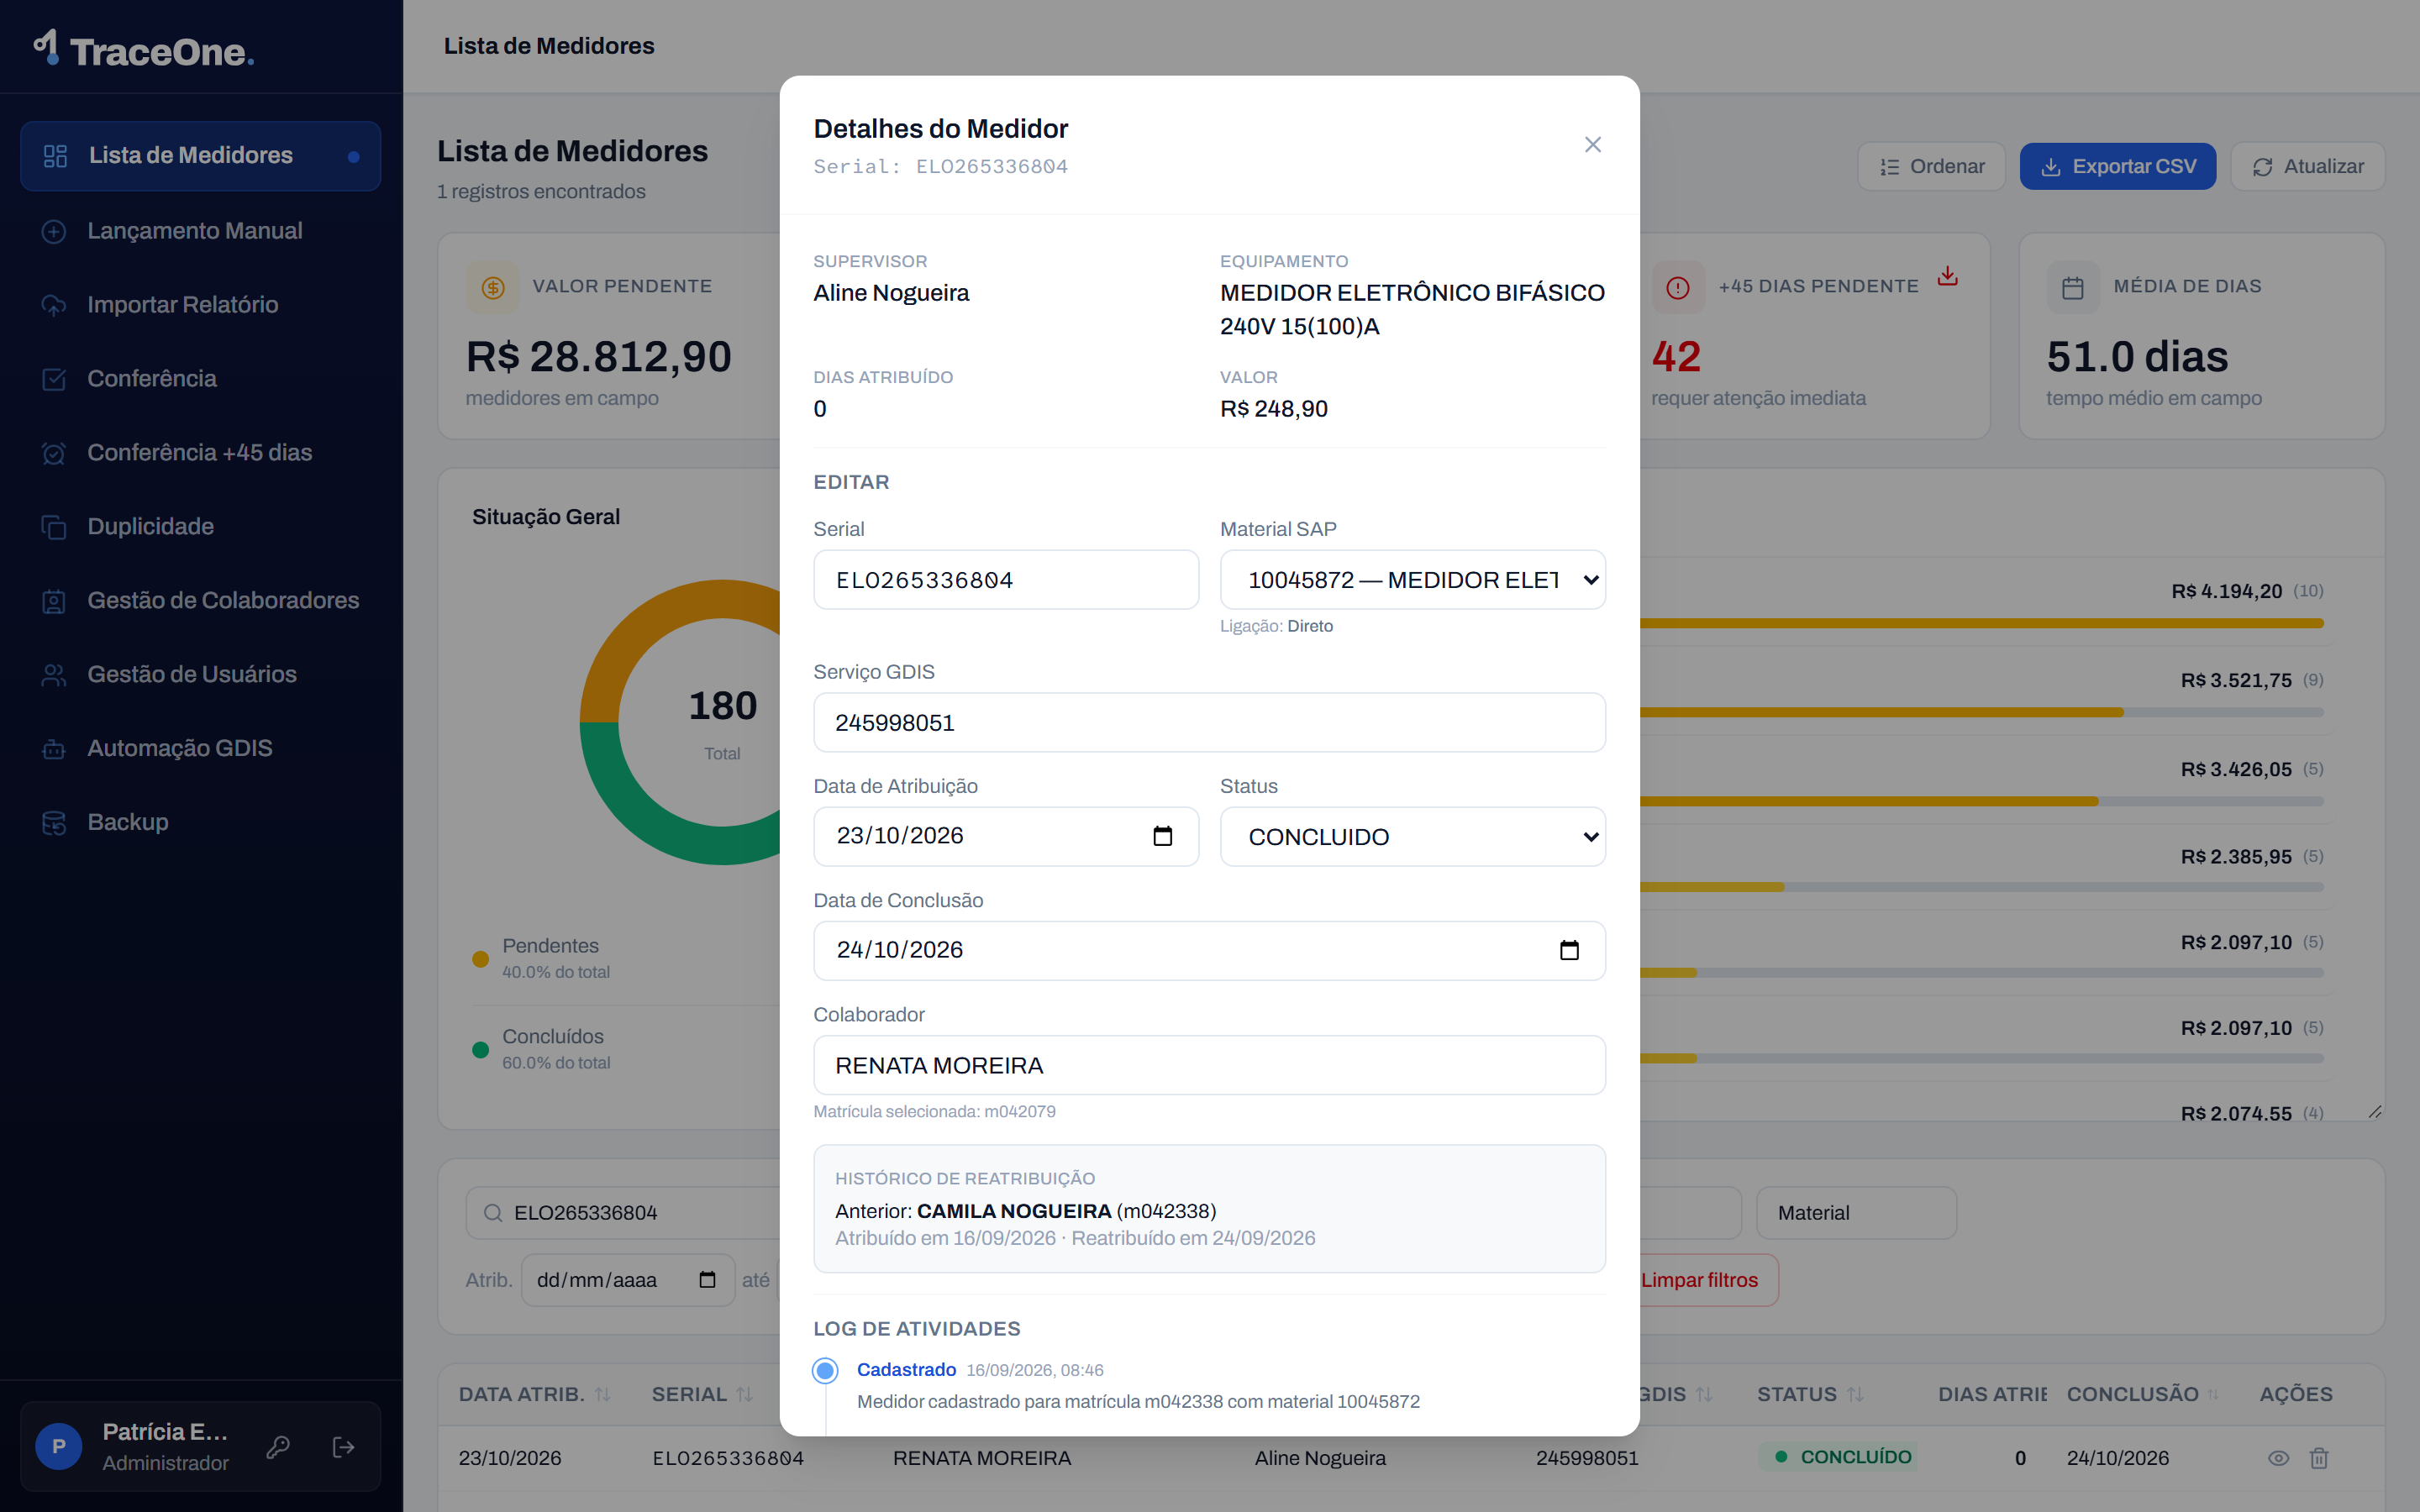 TraceOne.
Lista de Medidores
Lançamento Manual
Importar Relatório
Conferência
Conferência +45 dias
Duplicidade
Gestão de Colaboradores
Gestão de Usuários
Automação GDIS
Backup
P
Patrícia E...
Administrador
Lista de Medidores
Lista de Medidores
1 registros encontrados
Ordenar
Exportar CSV
Atualizar
VALOR PENDENTE
R$ 28.812,90
medidores em campo
+45 DIAS PENDENTE
42
requer atenção imediata
MÉDIA DE DIAS
51.0 dias
tempo médio em campo
Situação Geral
180
Total
Pendentes
40.0% do total
Concluídos
60.0% do total
R$ 4.194,20 (10)
R$ 3.521,75 (9)
R$ 3.426,05 (5)
R$ 2.385,95 (5)
R$ 2.097,10 (5)
R$ 2.097,10 (5)
R$ 2.074,55 (4)
Detalhes do Medidor
Serial: ELO265336804
SUPERVISOR
Aline Nogueira
EQUIPAMENTO
MEDIDOR ELETRÔNICO BIFÁSICO
240V 15(100)A
DIAS ATRIBUÍDO
0
VALOR
R$ 248,90
EDITAR
Serial
ELO265336804
Material SAP
10045872 — MEDIDOR ELET
Ligação: Direto
Serviço GDIS
245998051
Data de Atribuição
23/10/2026
Status
CONCLUIDO
Data de Conclusão
24/10/2026
Colaborador
RENATA MOREIRA
Matrícula selecionada: m042079
HISTÓRICO DE REATRIBUIÇÃO
Anterior: CAMILA NOGUEIRA (m042338)
Atribuído em 16/09/2026 · Reatribuído em 24/09/2026
LOG DE ATIVIDADES
Cadastrado 16/09/2026, 08:46
Medidor cadastrado para matrícula m042338 com material 10045872
ELO265336804
Material
Atrib. dd/mm/aaaa até
Limpar filtros
DATA ATRIB. SERIAL GDIS STATUS DIAS ATRIB CONCLUSÃO AÇÕES
23/10/2026 ELO265336804 RENATA MOREIRA Aline Nogueira 245998051 CONCLUÍDO 0 24/10/2026